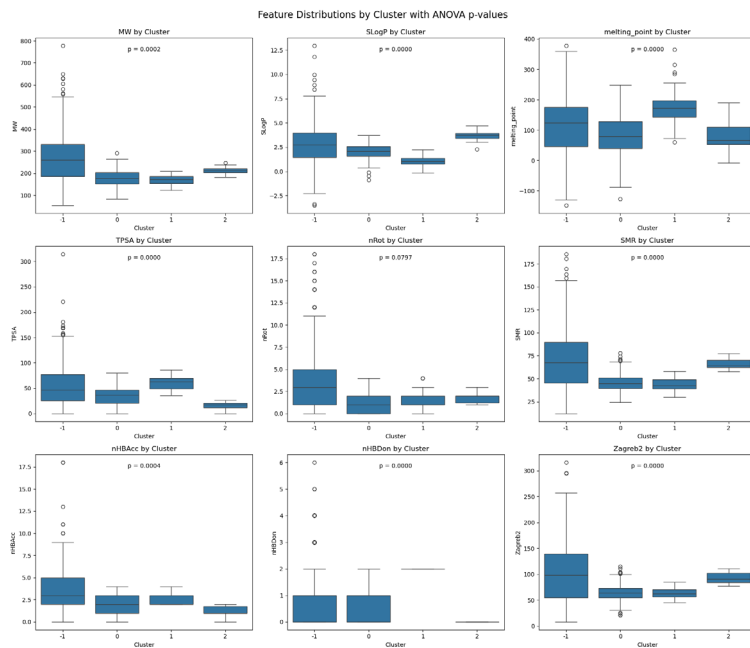 Feature Distributions by Cluster with ANOVA p-values
MW by Cluster
p = 0.0002
MW
800
700
600
500
400
300
200
100
-1 0 1 2
Cluster
SLogP by Cluster
p = 0.0000
SLogP
12.5
10.0
7.5
5.0
2.5
0.0
−2.5
-1 0 1 2
Cluster
melting_point by Cluster
p = 0.0000
melting_point
400
300
200
100
0
−100
-1 0 1 2
Cluster
TPSA by Cluster
p = 0.0000
TPSA
300
250
200
150
100
50
0
-1 0 1 2
Cluster
nRot by Cluster
p = 0.0797
nRot
17.5
15.0
12.5
10.0
7.5
5.0
2.5
0.0
-1 0 1 2
Cluster
SMR by Cluster
p = 0.0000
SMR
175
150
125
100
75
50
25
-1 0 1 2
Cluster
nHBAcc by Cluster
p = 0.0004
nHBAcc
17.5
15.0
12.5
10.0
7.5
5.0
2.5
0.0
-1 0 1 2
Cluster
nHBDon by Cluster
p = 0.0000
nHBDon
6
5
4
3
2
1
0
-1 0 1 2
Cluster
Zagreb2 by Cluster
p = 0.0000
Zagreb2
300
250
200
150
100
50
0
-1 0 1 2
Cluster